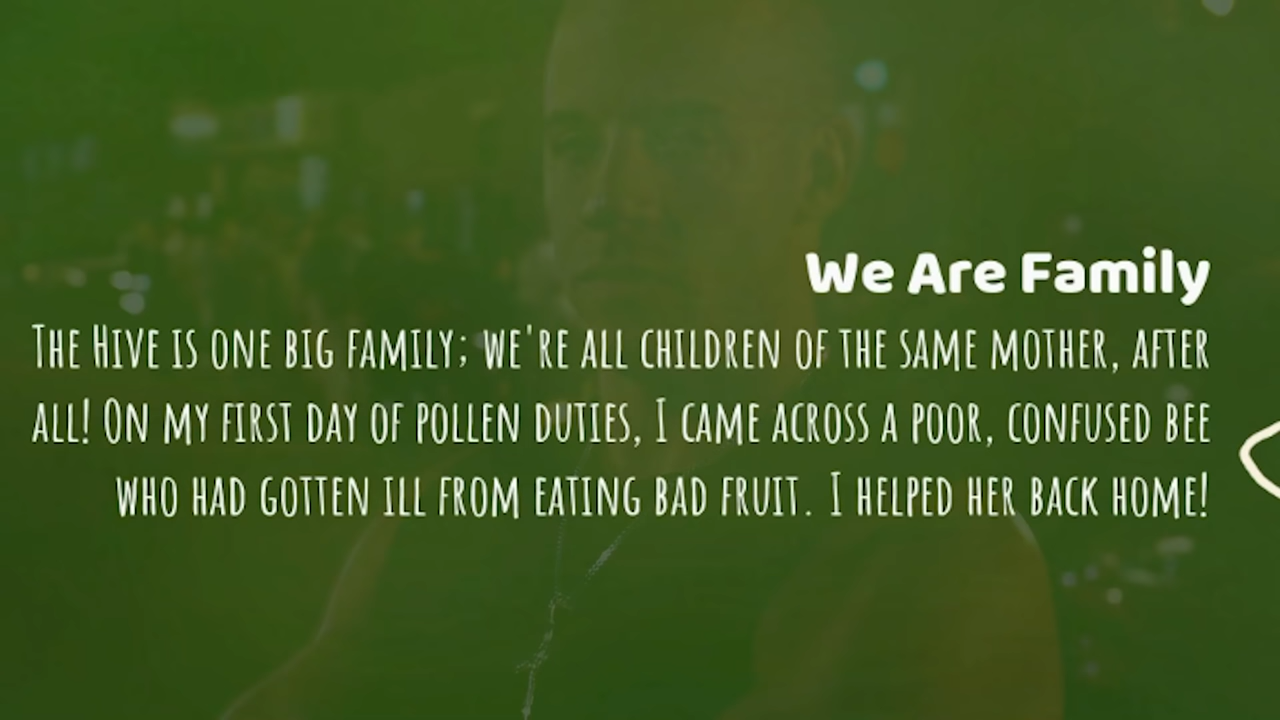 We Are Family
The Hive is one big family; we're all children of the same mother, after
all! On my first day of pollen duties, I came across a poor, confused bee
who had gotten ill from eating bad fruit. I helped her back home!